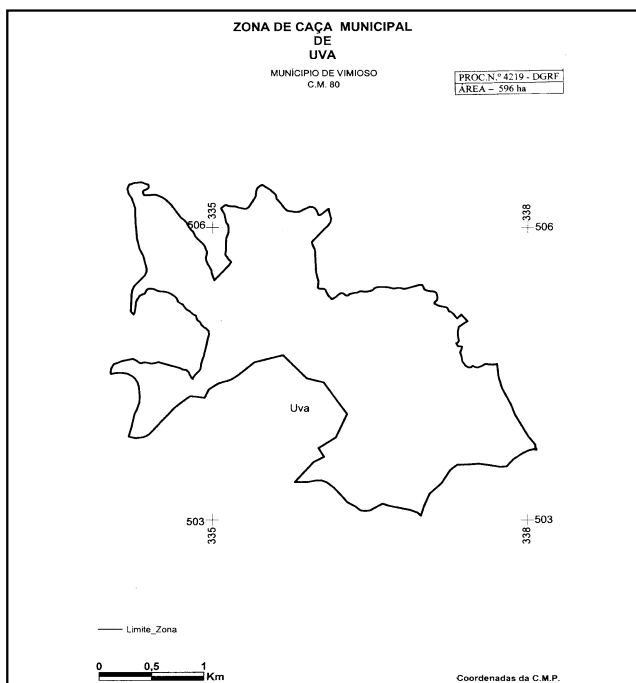 ZONA DE CAÇA MUNICIPAL
DE
UVA
MUNÍCIPIO DE VIMIOSO
C.M. 80
PROC.N.º 4219 - DGRF
ÁREA – 596 ha
335
506
338
506
Uva
503
335
503
338
Limite_Zona
0 0,5 1
Km
Coordenadas da C.M.P.